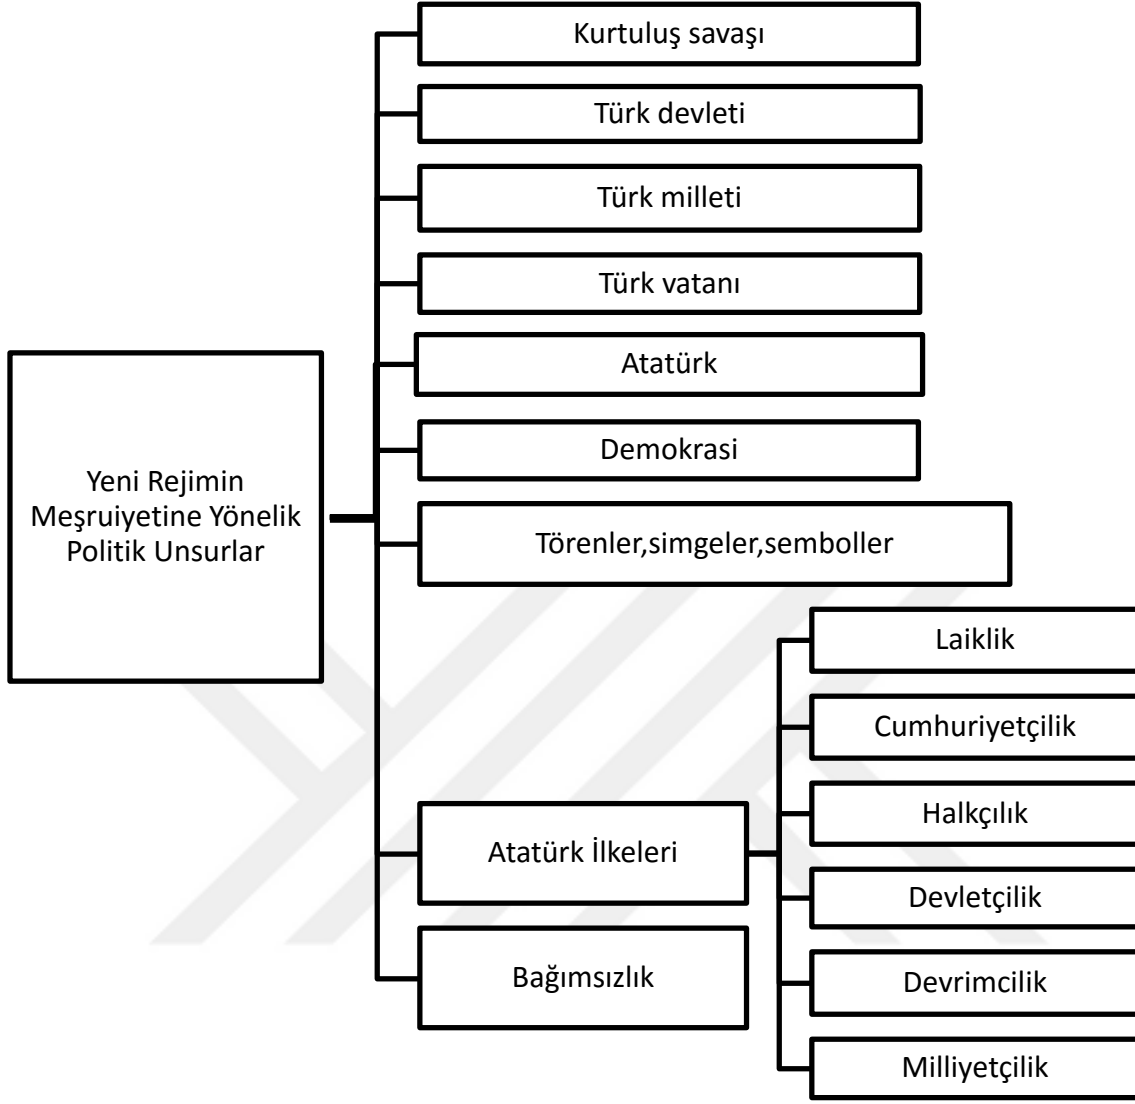 Kurtuluş savaşı
Türk devleti
Türk milleti
Türk vatanı
Atatürk
Demokrasi
Yeni Rejimin
Meşruiyetine Yönelik
Politik Unsurlar
Törenler,simgeler,semboller
Laiklik
Cumhuriyetçilik
Halkçılık
Atatürk İlkeleri
Devletçilik
Devrimcilik
Bağımsızlık
Milliyetçilik